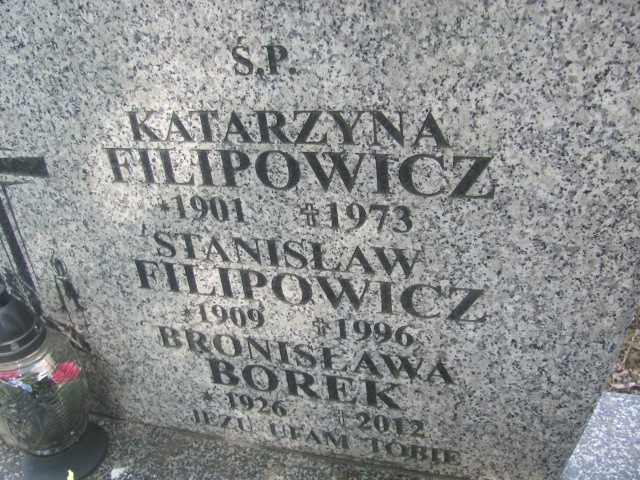 Ś.P.
KATARZYNA
FILIPOWICZ
*1901 ✝1973
STANISŁAW
FILIPOWICZ
*1909 ✝1996
BRONISŁAWA
BOREK
*1926 ✝2012
JEZU UFAM TOBIE